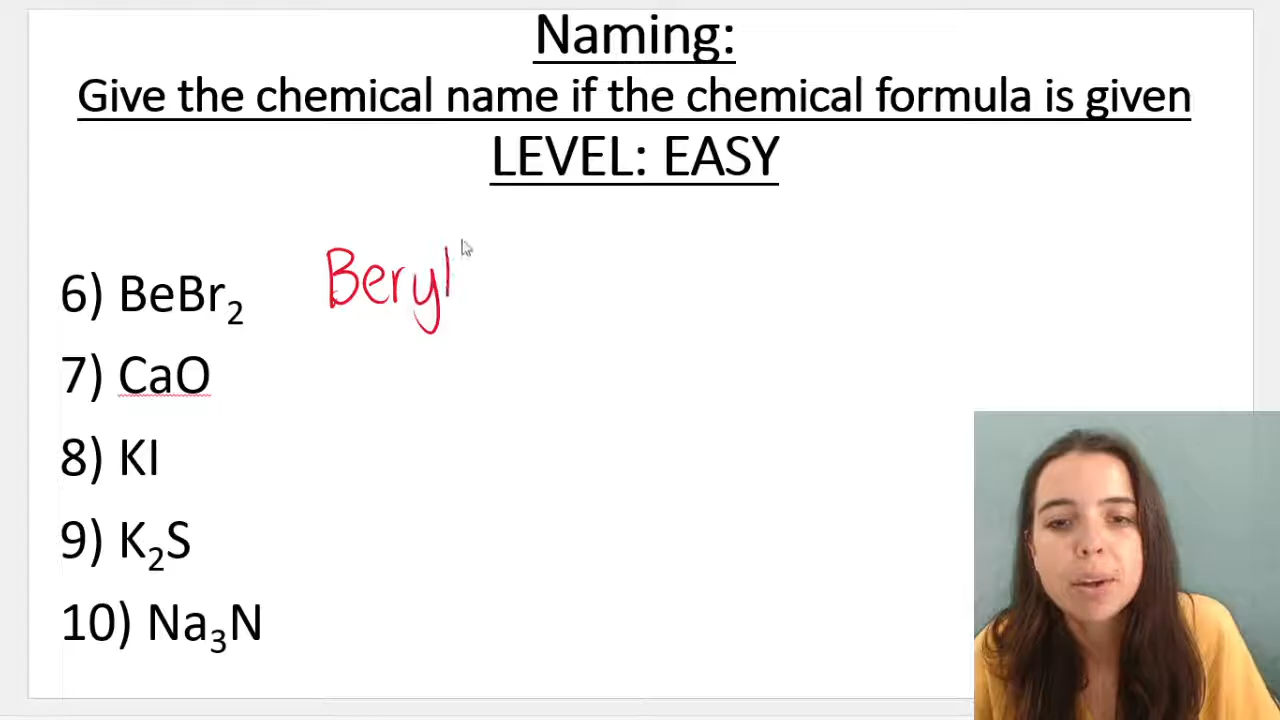 Naming:
Give the chemical name if the chemical formula is given
LEVEL: EASY
6) BeBr₂ Beryl
7) CaO
8) KI
9) K₂S
10) Na₃N